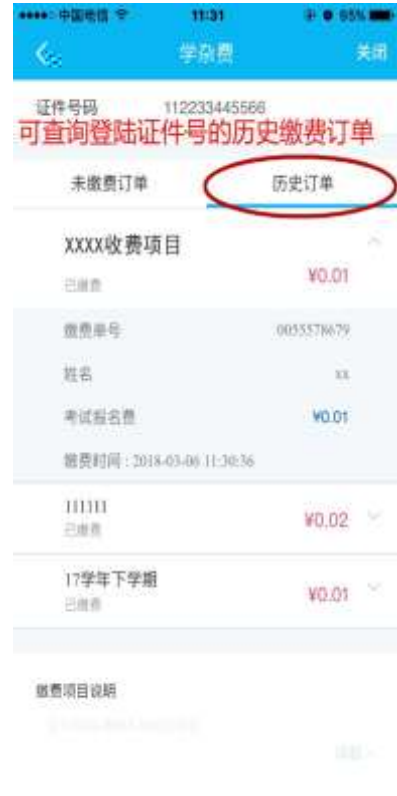 中国电信 11:31 95%
学杂费 关闭
证件号码 112233445566
可查询登陆证件号的历史缴费订单
未缴费订单 历史订单
XXXX收费项目
已缴费 ¥0.01
缴费单号 0055578679
姓名 xx
考试报名费 ¥0.01
缴费时间：2018-03-06 11:30:36
111111
已缴费 ¥0.02
17学年下学期
已缴费 ¥0.01
缴费项目说明